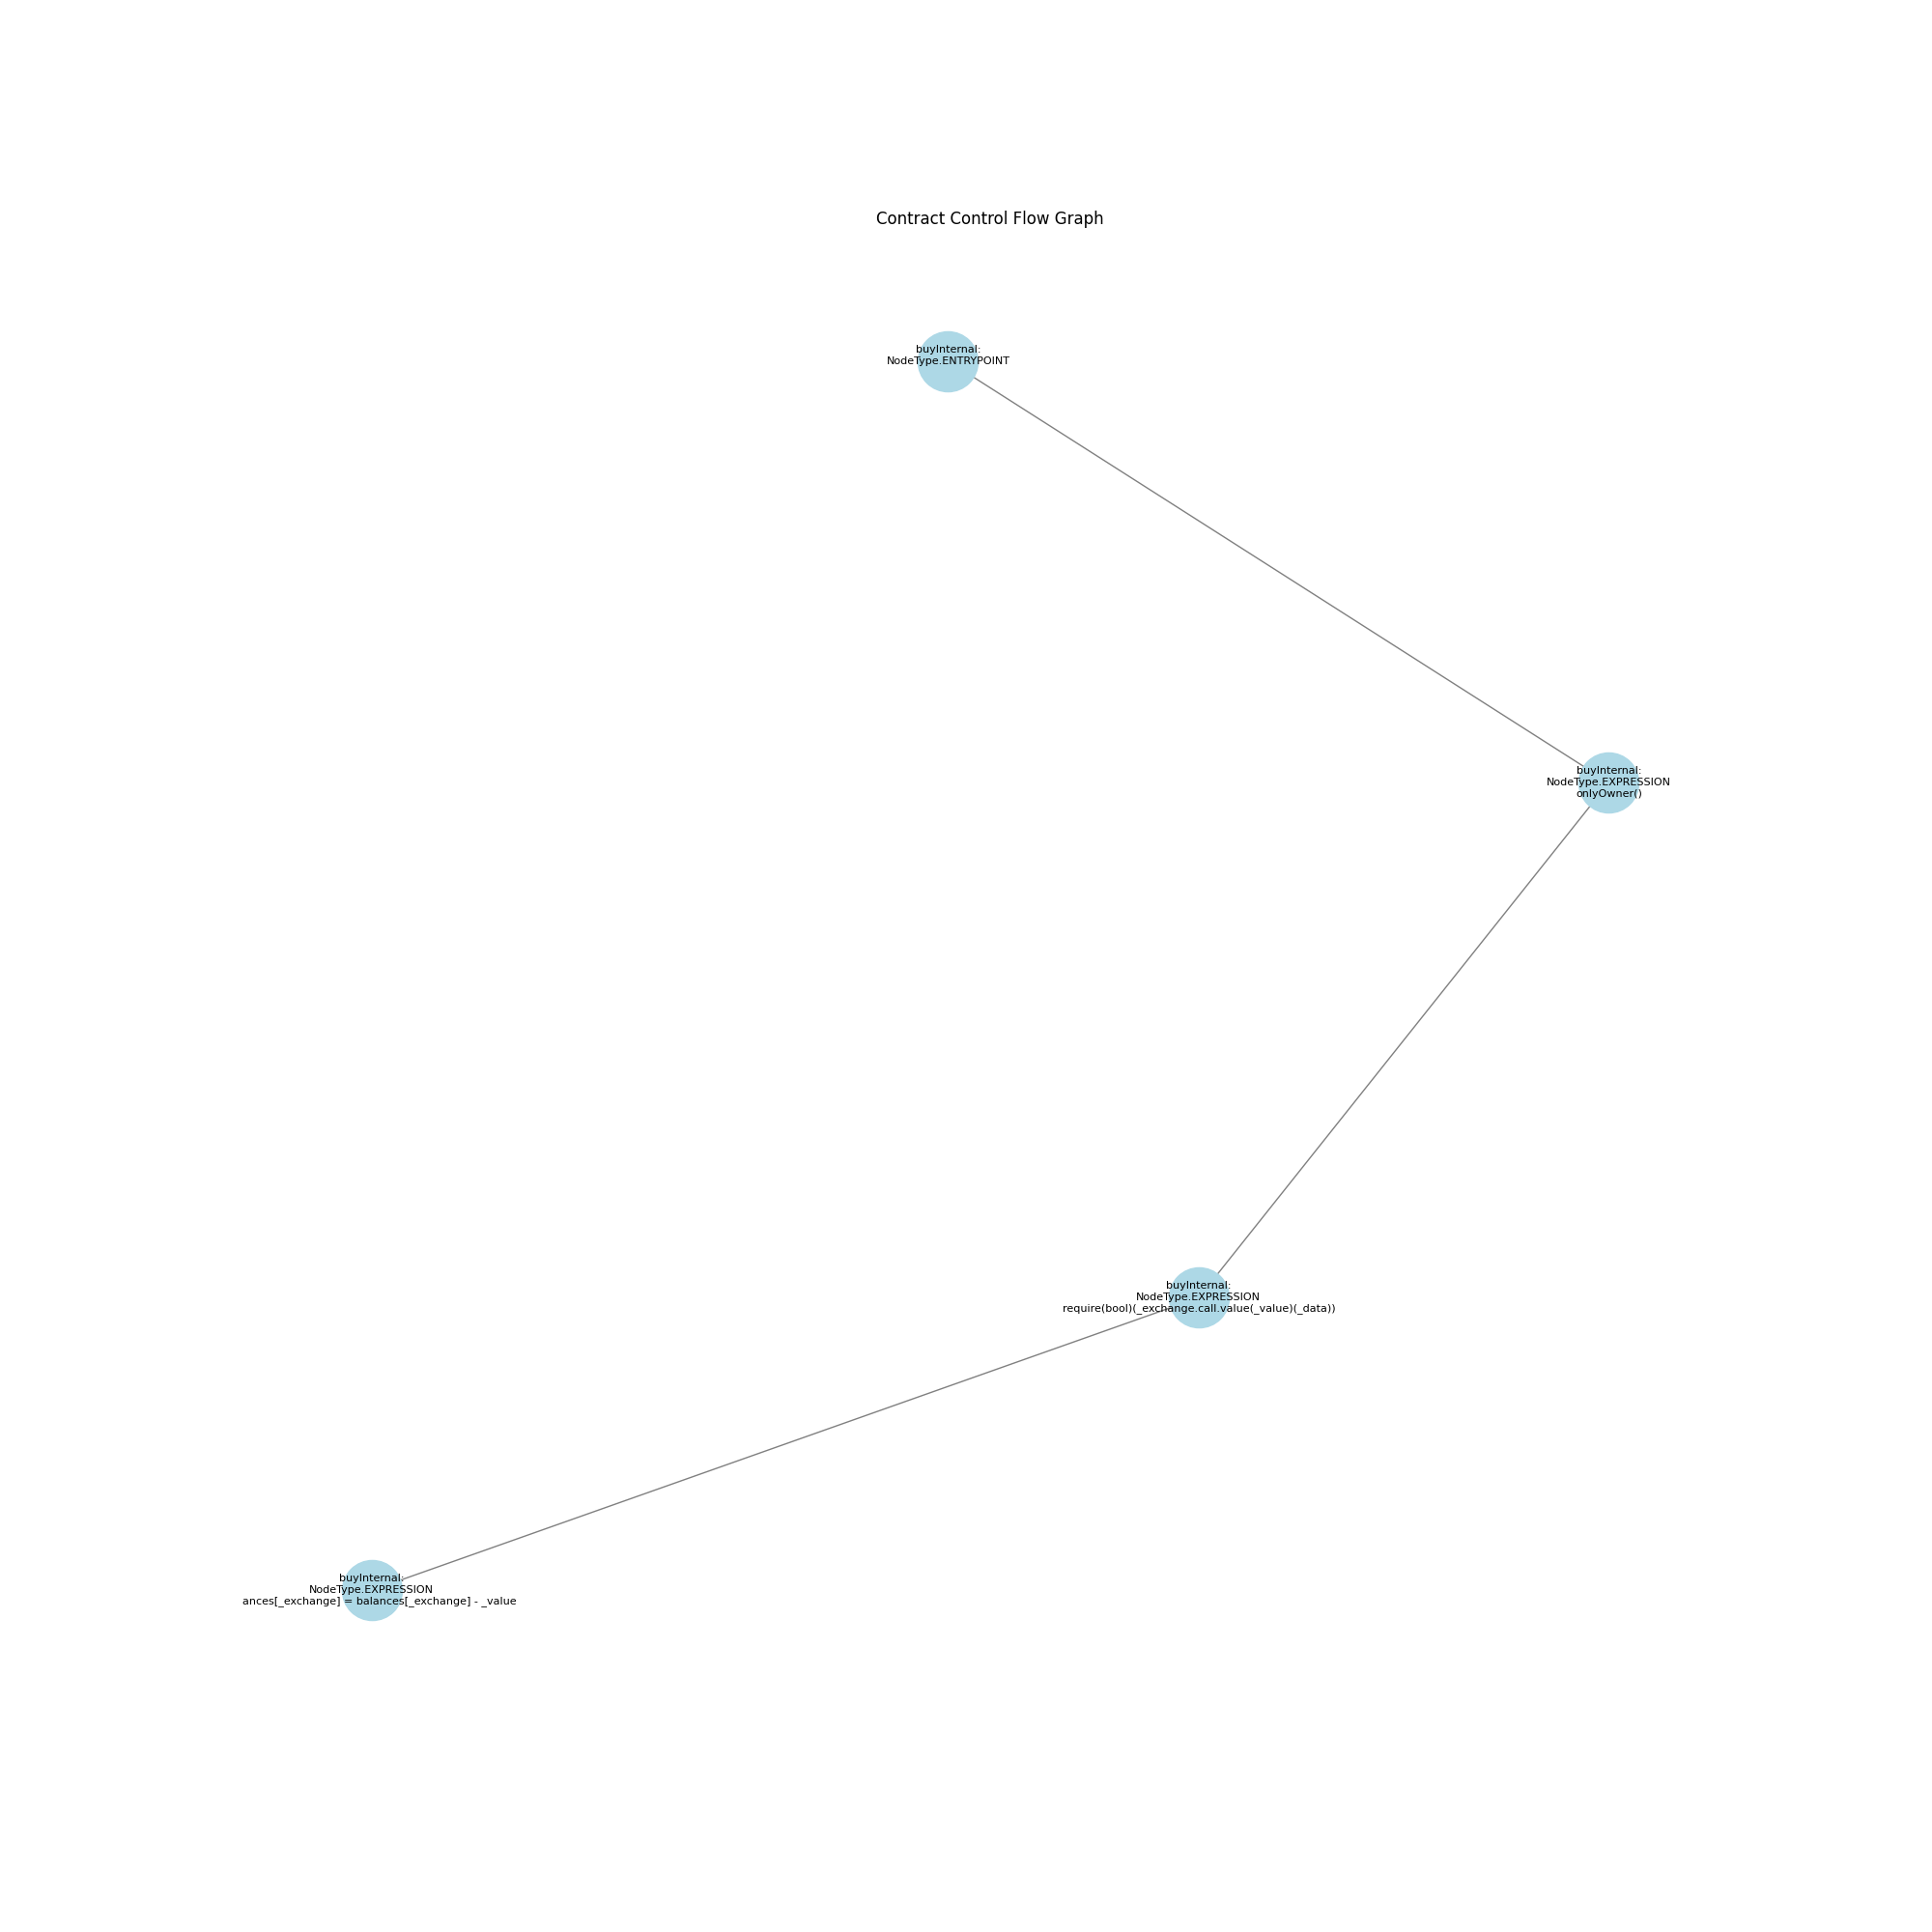 Contract Control Flow Graph
buyInternal:
NodeType.ENTRYPOINT
buyInternal:
NodeType.EXPRESSION
onlyOwner()
buyInternal:
NodeType.EXPRESSION
require(bool)(_exchange.call.value(_value)(_data))
buyInternal:
NodeType.EXPRESSION
ances[_exchange] = balances[_exchange] - _value